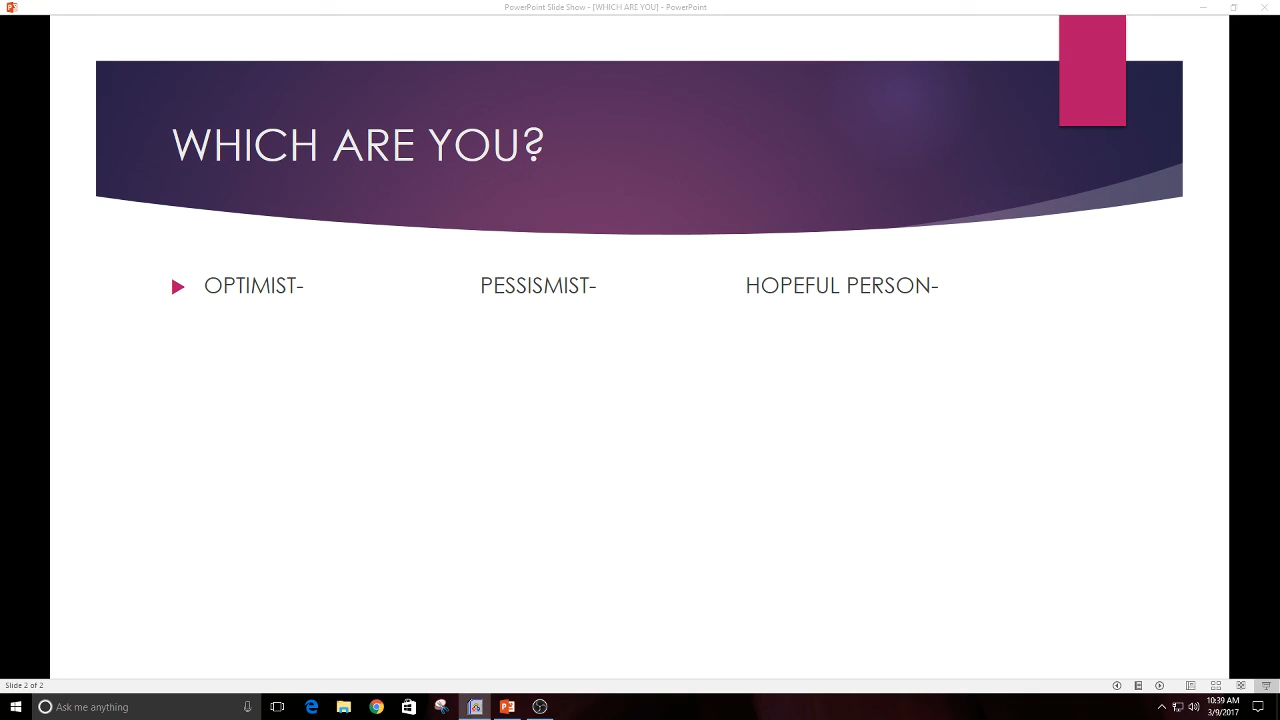 PowerPoint Slide Show - [WHICH ARE YOU] - PowerPoint
WHICH ARE YOU?
OPTIMIST- PESSISMIST- HOPEFUL PERSON-
Slide 2 of 2
Ask me anything
10:39 AM
3/9/2017